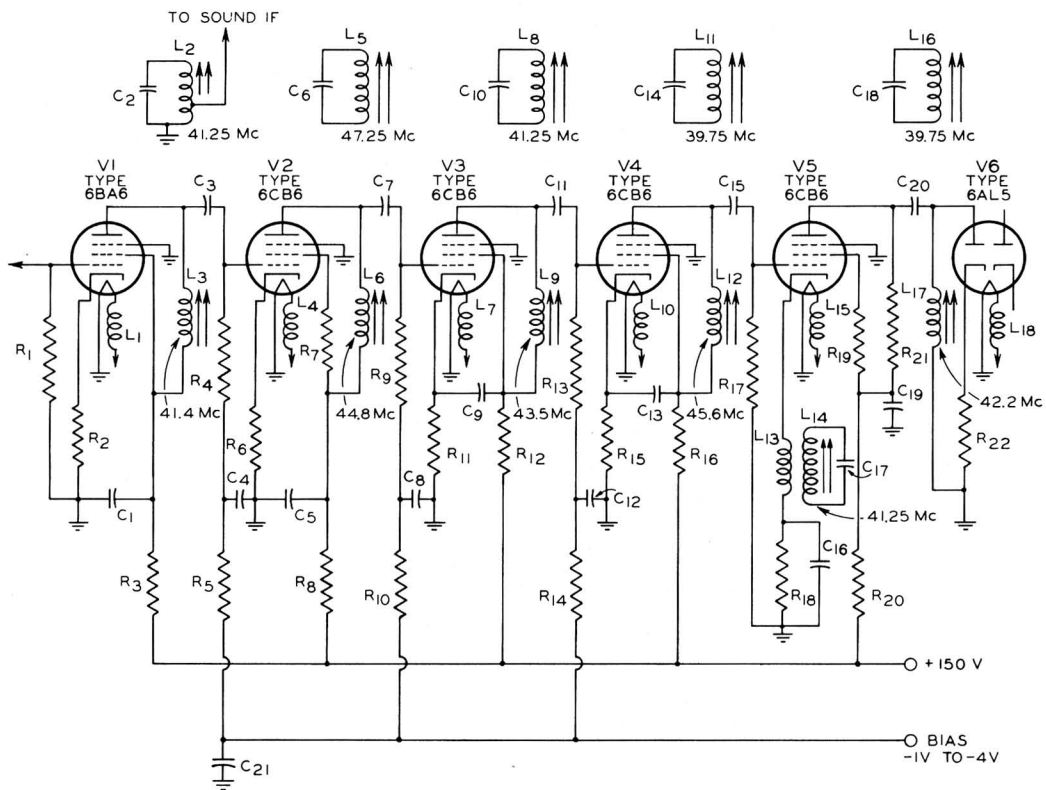 TO SOUND IF
L2
L5
L8
L11
L16
C2
C6
C10
C14
C18
41.25 Mc
47.25 Mc
41.25 Mc
39.75 Mc
39.75 Mc
V1
TYPE
6BA6
C3
V2
TYPE
6CB6
C7
V3
TYPE
6CB6
C11
V4
TYPE
6CB6
C15
V5
TYPE
6CB6
C20
V6
TYPE
6AL5
L3
L6
L9
L12
L17
L1
L4
L7
L10
L15
L18
R1
R4
R7
R9
R13
R17
R19
R21
41.4 Mc
44.8 Mc
43.5 Mc
45.6 Mc
42.2 Mc
C9
C13
C19
R2
R6
R11
R12
R15
R16
L13
L14
C17
R22
C1
C4
C5
C8
C12
41.25 Mc
R3
R5
R8
R10
R14
R18
C16
R20
+150 V
BIAS
-1V TO-4V
C21